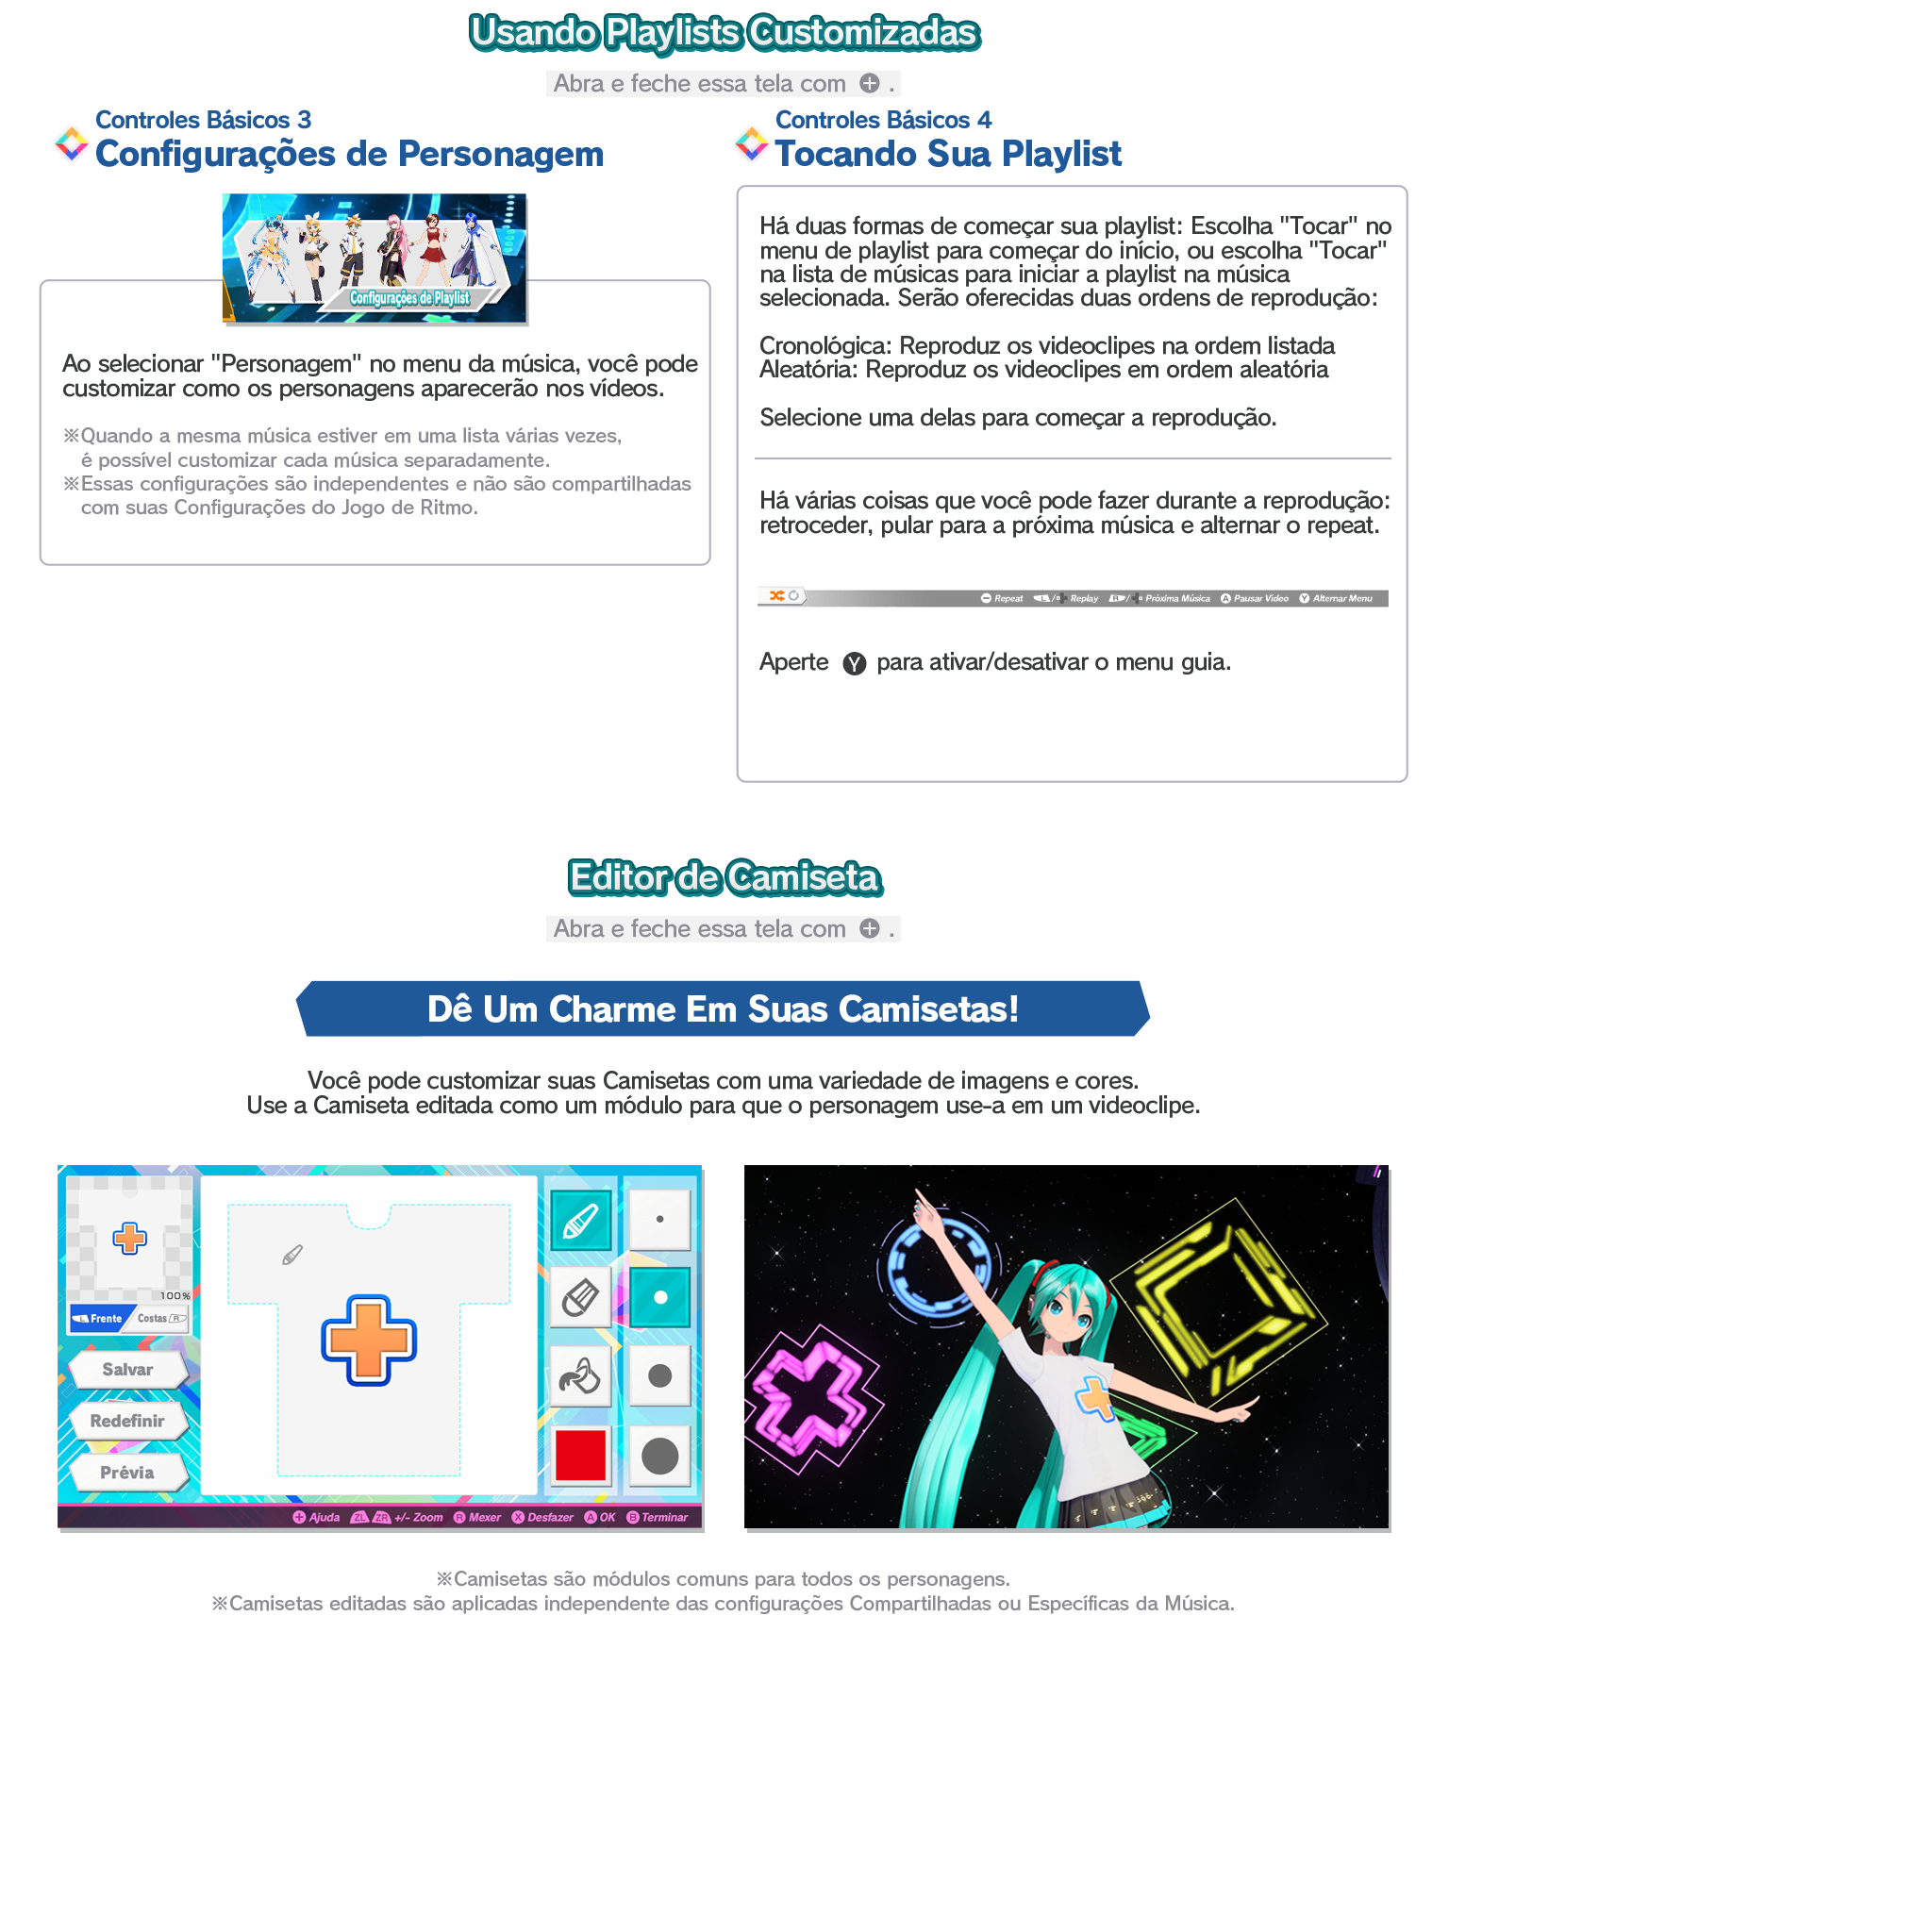 Usando Playlists Customizadas
Abra e feche essa tela com + .
Controles Básicos 3
Configurações de Personagem
Configurações de Playlist
Ao selecionar "Personagem" no menu da música, você pode
customizar como os personagens aparecerão nos vídeos.
※Quando a mesma música estiver em uma lista várias vezes,
é possível customizar cada música separadamente.
※Essas configurações são independentes e não são compartilhadas
com suas Configurações do Jogo de Ritmo.
Controles Básicos 4
Tocando Sua Playlist
Há duas formas de começar sua playlist: Escolha "Tocar" no
menu de playlist para começar do início, ou escolha "Tocar"
na lista de músicas para iniciar a playlist na música
selecionada. Serão oferecidas duas ordens de reprodução:
Cronológica: Reproduz os videoclipes na ordem listada
Aleatória: Reproduz os videoclipes em ordem aleatória
Selecione uma delas para começar a reprodução.
Há várias coisas que você pode fazer durante a reprodução:
retroceder, pular para a próxima música e alternar o repeat.
Repeat L/ Replay R/ Próxima Música A Pausar Vídeo Y Alternar Menu
Aperte Y para ativar/desativar o menu guia.
Editor de Camiseta
Abra e feche essa tela com + .
Dê Um Charme Em Suas Camisetas!
Você pode customizar suas Camisetas com uma variedade de imagens e cores.
Use a Camiseta editada como um módulo para que o personagem use-a em um videoclipe.
100%
L Frente Costas R
Salvar
Redefinir
Prévia
+ Ajuda ZL ZR +/- Zoom R Mexer X Desfazer A OK B Terminar
※Camisetas são módulos comuns para todos os personagens.
※Camisetas editadas são aplicadas independente das configurações Compartilhadas ou Específicas da Música.